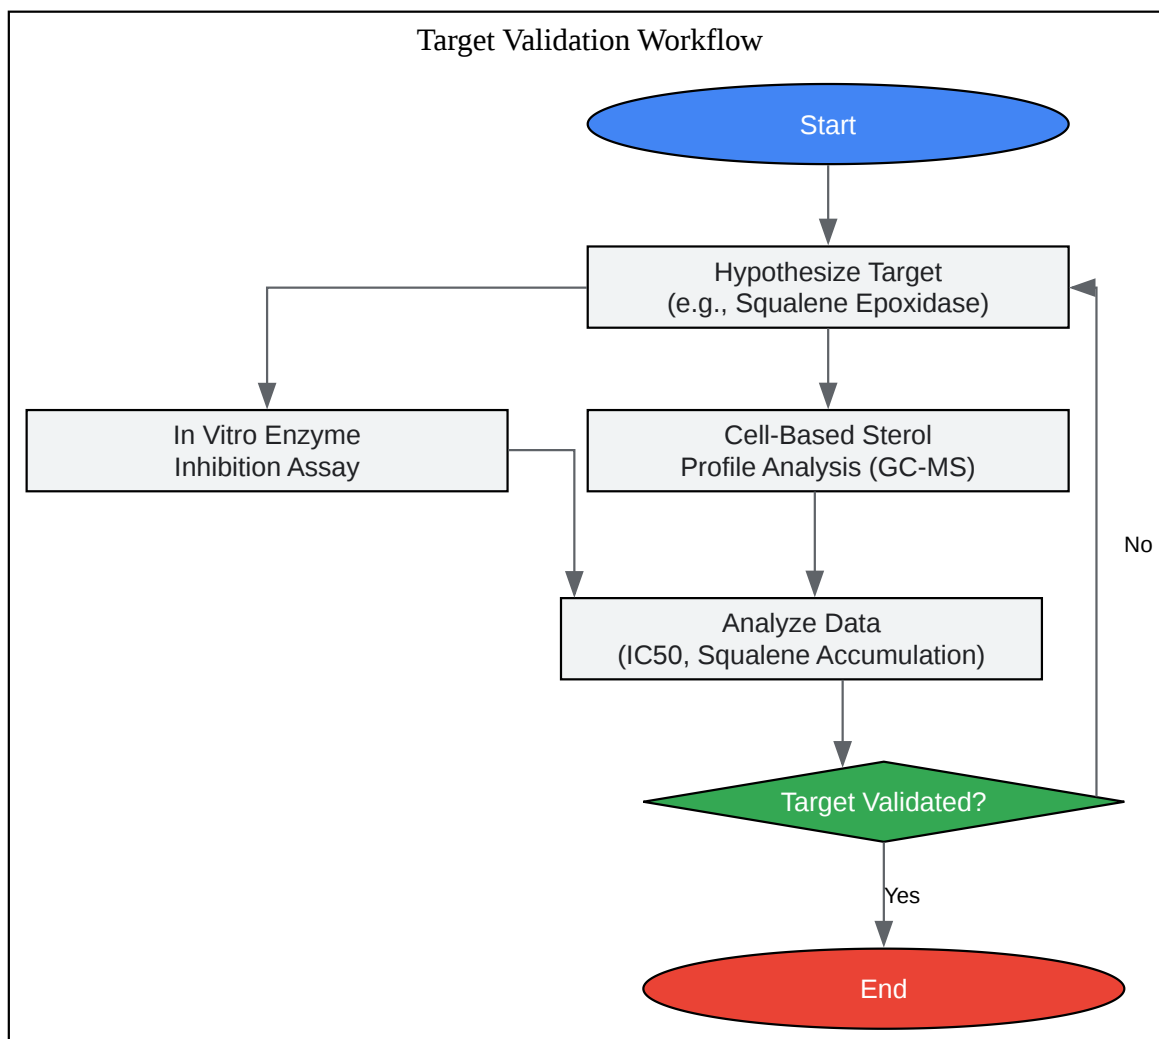 Target Validation Workflow
Start
Hypothesize Target
(e.g., Squalene Epoxidase)
In Vitro Enzyme
Inhibition Assay
Cell-Based Sterol
Profile Analysis (GC-MS)
No
Analyze Data
(IC50, Squalene Accumulation)
Target Validated?
Yes
End